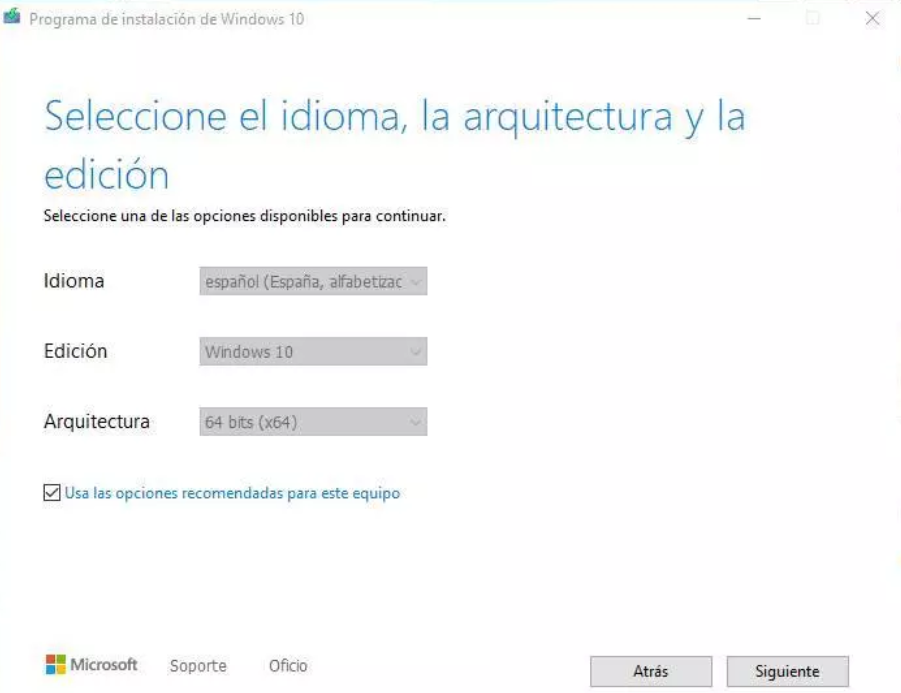 Programa de instalación de Windows 10
Seleccione el idioma, la arquitectura y la
edición
Seleccione una de las opciones disponibles para continuar.
Idioma
español (España, alfabetizac
Edición
Windows 10
Arquitectura
64 bits (x64)
Usa las opciones recomendadas para este equipo
Microsoft Soporte Oficio
Atrás Siguiente